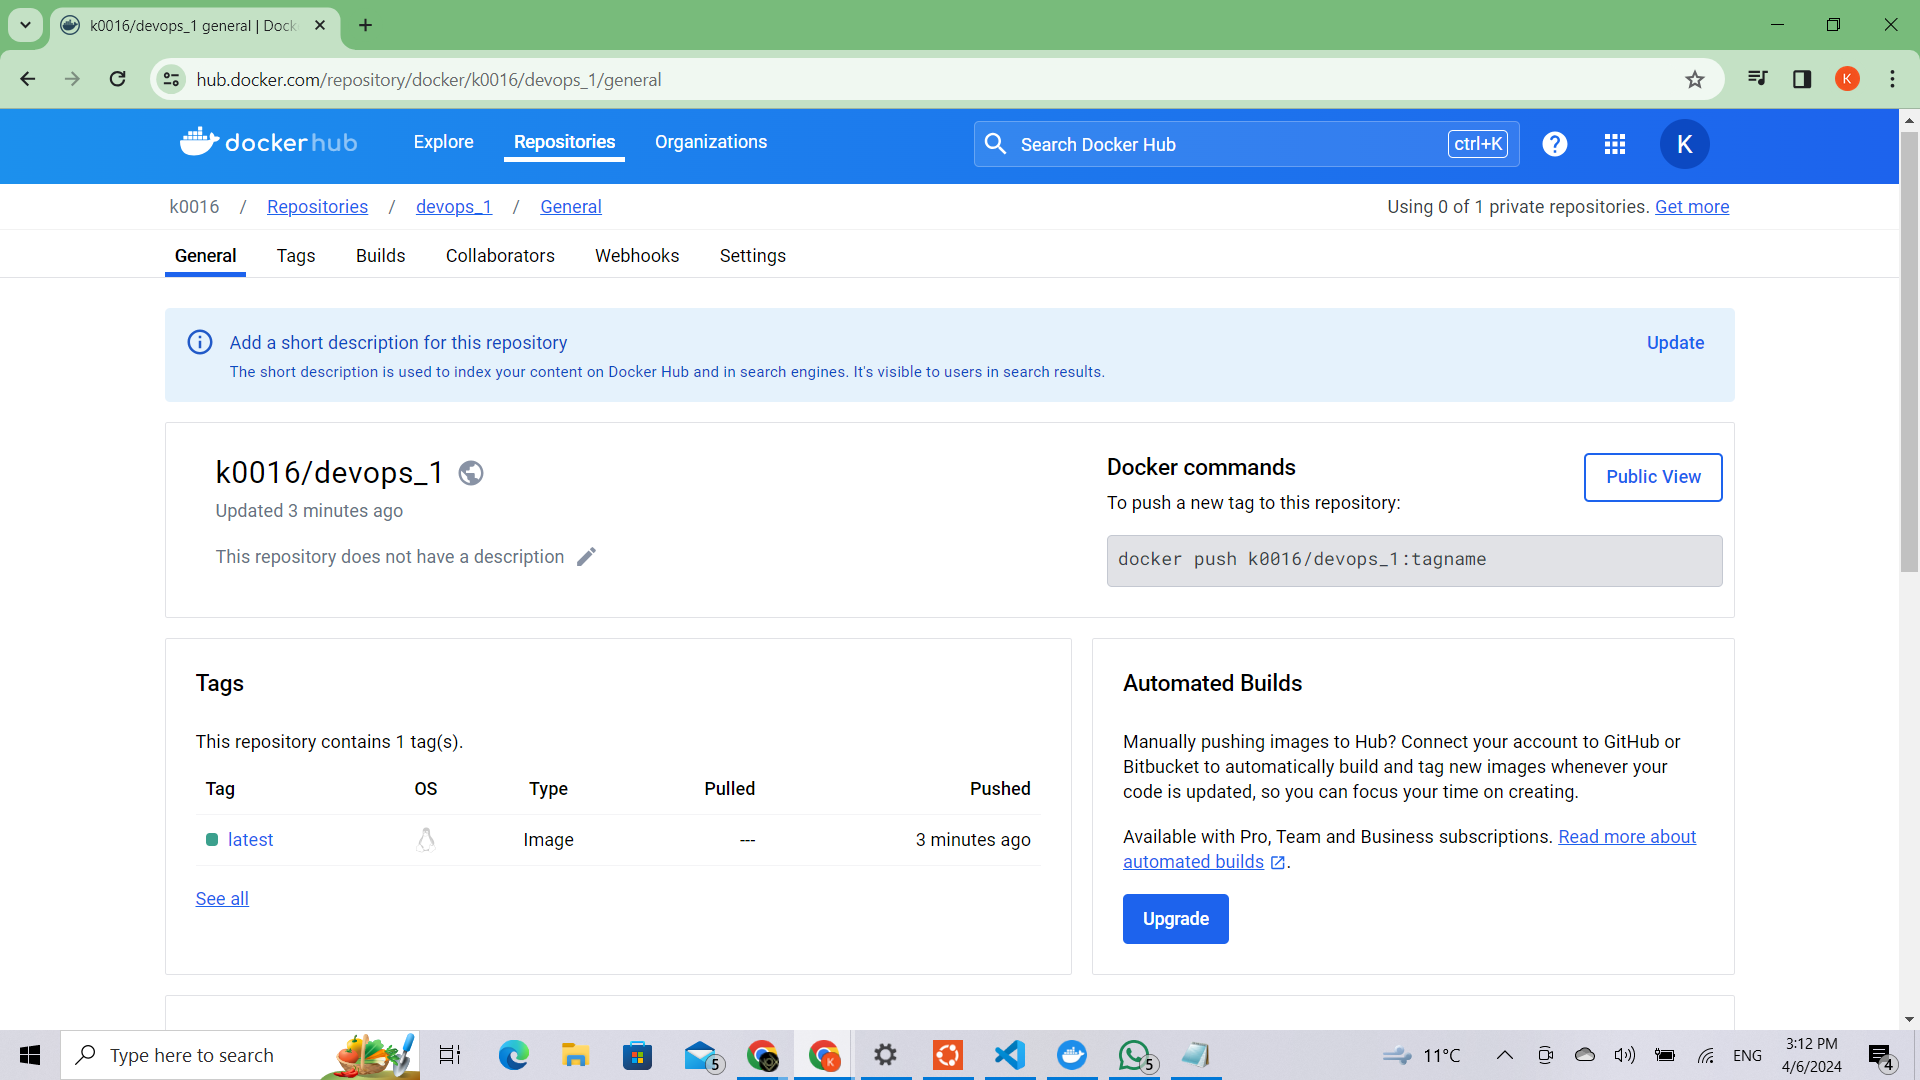 k0016/devops_1 general | Dock
hub.docker.com/repository/docker/k0016/devops_1/general
K
dockerhub
Explore
Repositories
Organizations
Search Docker Hub
ctrl+K
?
K
k0016 / Repositories / devops_1 / General
Using 0 of 1 private repositories. Get more
General
Tags
Builds
Collaborators
Webhooks
Settings
Add a short description for this repository
Update
The short description is used to index your content on Docker Hub and in search engines. It's visible to users in search results.
k0016/devops_1
Updated 3 minutes ago
This repository does not have a description
Docker commands
Public View
To push a new tag to this repository:
docker push k0016/devops_1:tagname
Tags
This repository contains 1 tag(s).
Tag OS Type Pulled Pushed
latest Image --- 3 minutes ago
See all
Automated Builds
Manually pushing images to Hub? Connect your account to GitHub or
Bitbucket to automatically build and tag new images whenever your
code is updated, so you can focus your time on creating.
Available with Pro, Team and Business subscriptions. Read more about
automated builds.
Upgrade
Type here to search
5
K
5
11°C
ENG
3:12 PM
4/6/2024
4